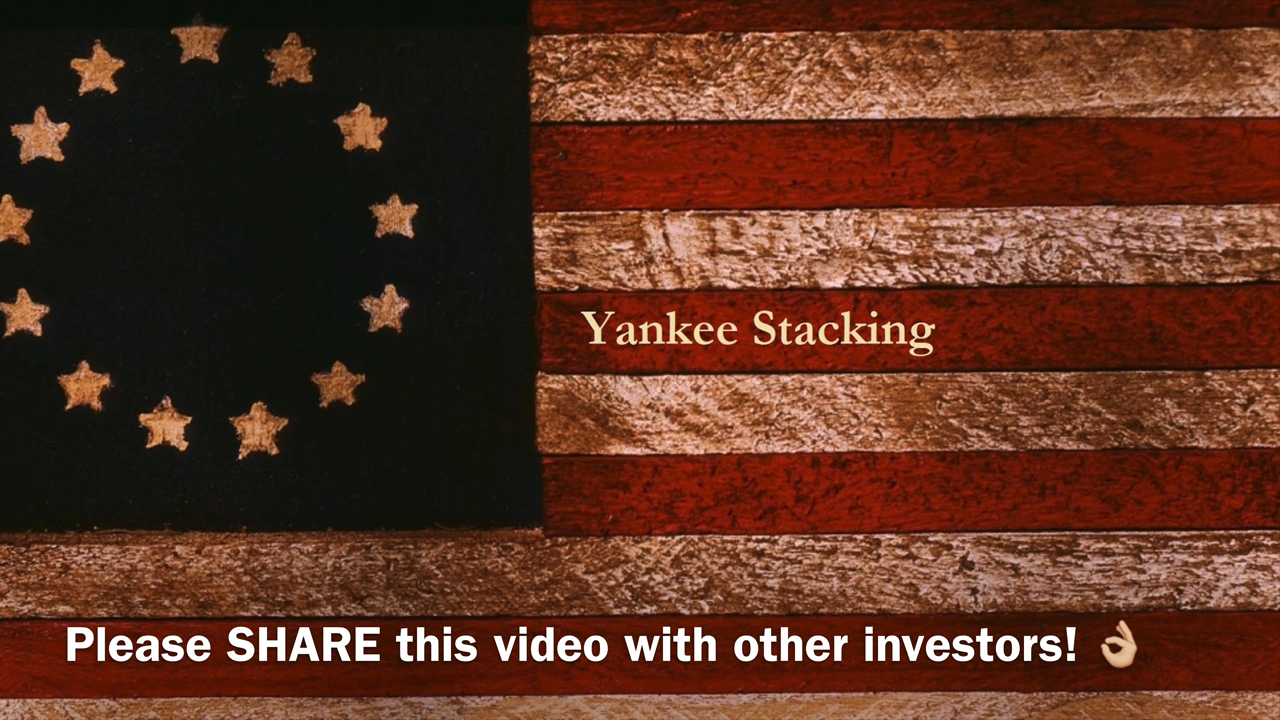 Yankee Stacking
Please SHARE this video with other investors! 👌🏼